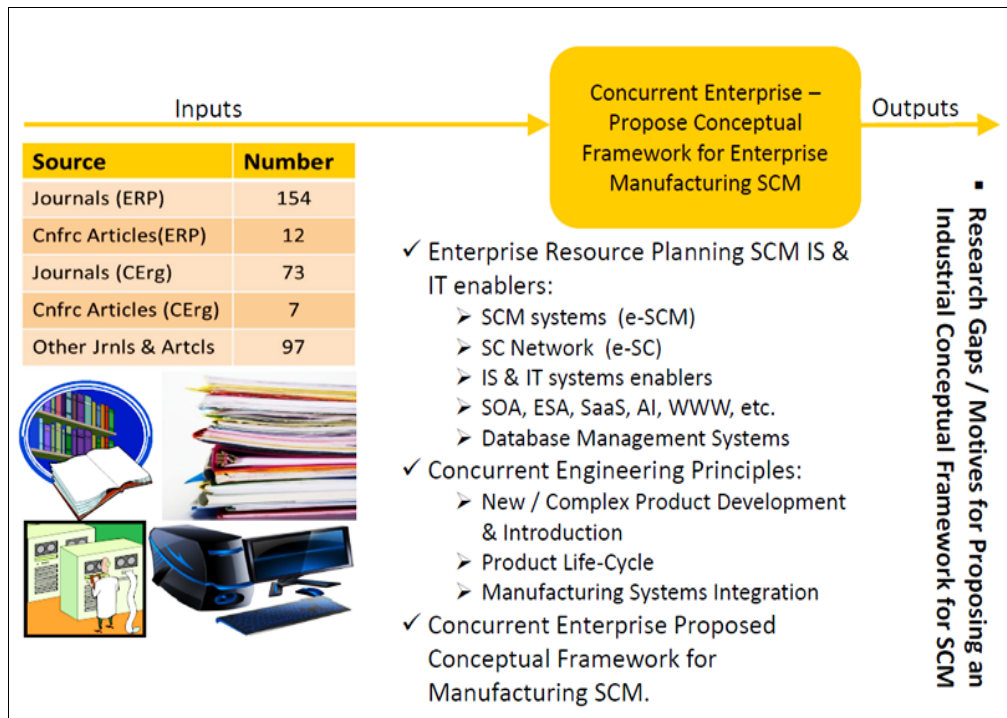 Inputs
Concurrent Enterprise –
Propose Conceptual
Framework for Enterprise
Manufacturing SCM
Outputs
Source Number
Journals (ERP) 154
Cnfrc Articles(ERP) 12
Journals (CErg) 73
Cnfrc Articles (CErg) 7
Other Jrnls & Artcls 97
✓ Enterprise Resource Planning SCM IS &
IT enablers:
➢ SCM systems (e-SCM)
➢ SC Network (e-SC)
➢ IS & IT systems enablers
➢ SOA, ESA, SaaS, AI, WWW, etc.
➢ Database Management Systems
✓ Concurrent Engineering Principles:
➢ New / Complex Product Development
& Introduction
➢ Product Life-Cycle
➢ Manufacturing Systems Integration
✓ Concurrent Enterprise Proposed
Conceptual Framework for
Manufacturing SCM.
▪ Research Gaps / Motives for Proposing an
Industrial Conceptual Framework for SCM